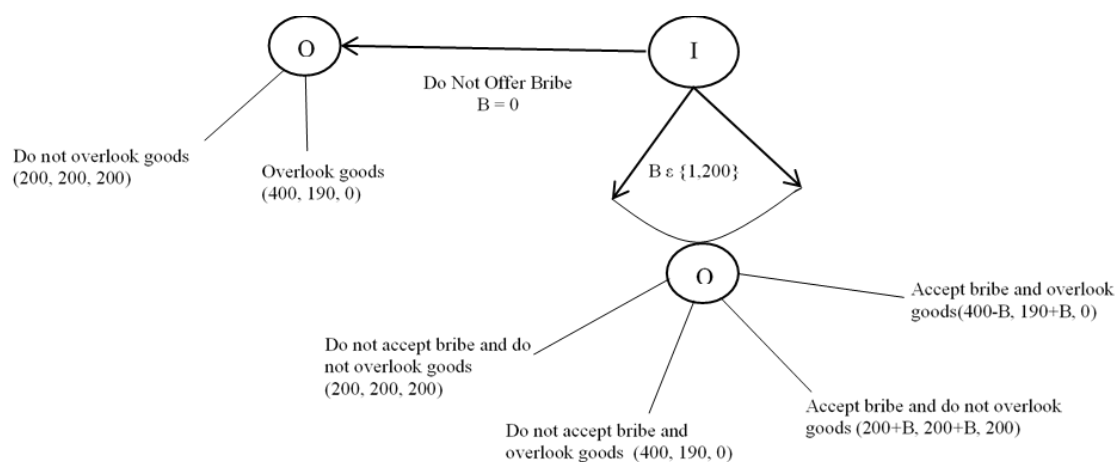 O
I
Do Not Offer Bribe
B = 0
Do not overlook goods
(200, 200, 200)
Overlook goods
(400, 190, 0)
B ε {1,200}
O
Accept bribe and overlook
goods(400-B, 190+B, 0)
Do not accept bribe and do
not overlook goods
(200, 200, 200)
Accept bribe and do not overlook
goods (200+B, 200+B, 200)
Do not accept bribe and
overlook goods (400, 190, 0)